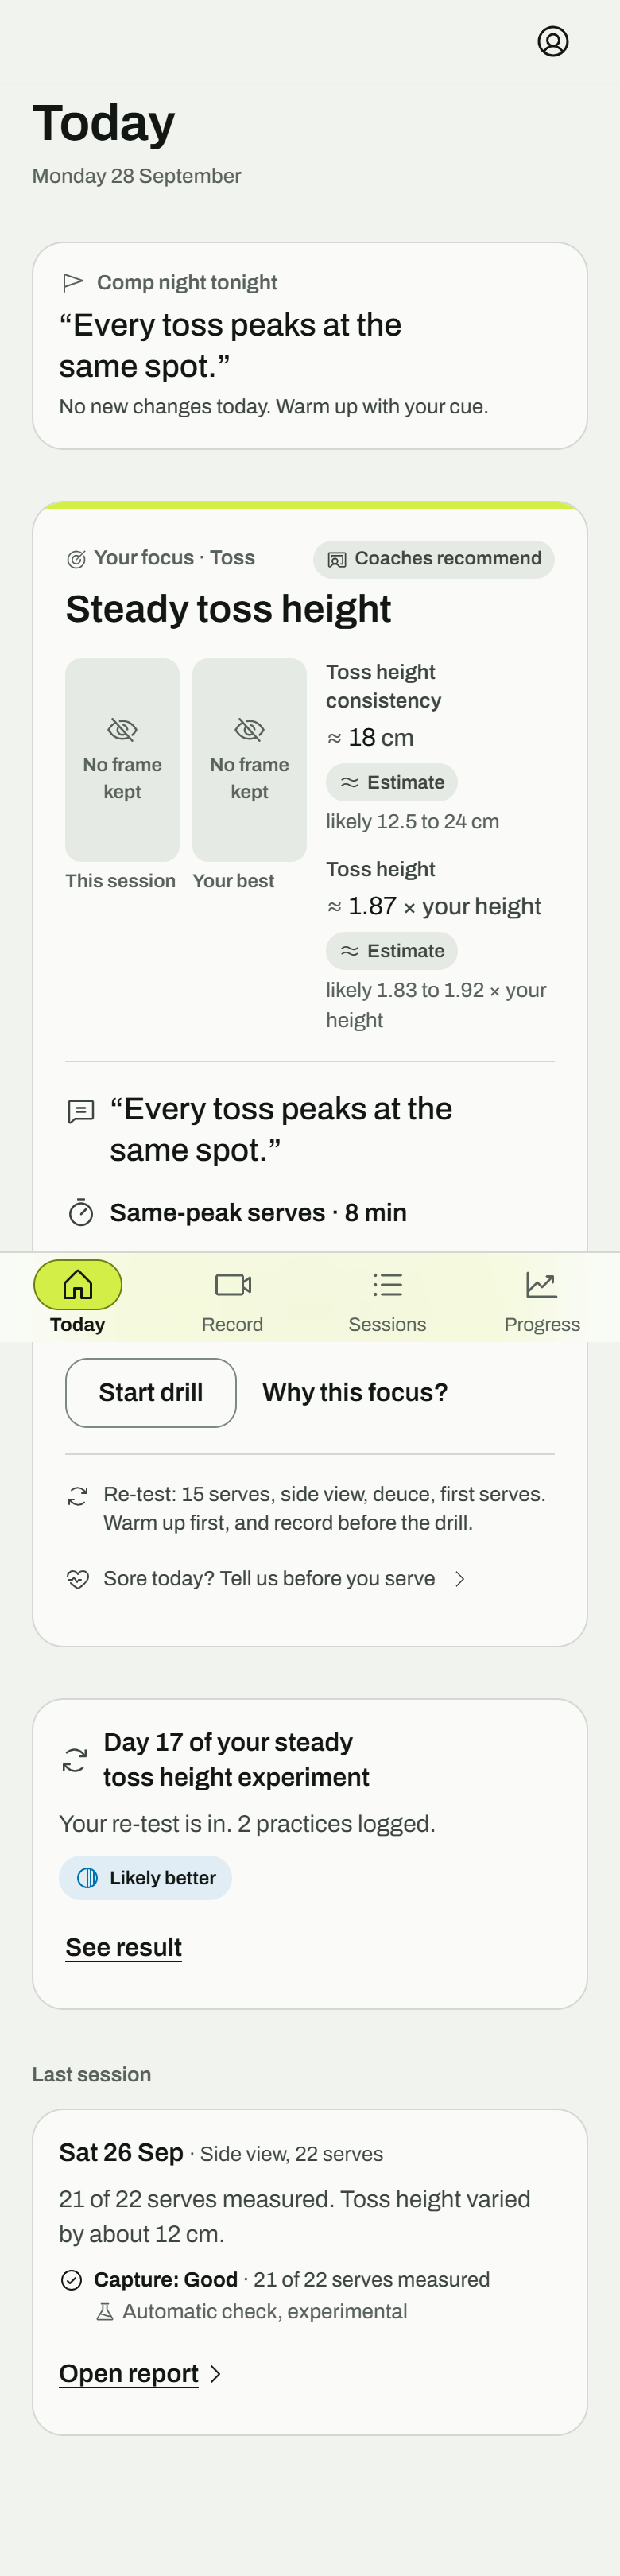 Today
Monday 28 September
Comp night tonight
“Every toss peaks at the
same spot.”
No new changes today. Warm up with your cue.
Your focus · Toss
Coaches recommend
Steady toss height
No frame
kept
This session
No frame
kept
Your best
Toss height
consistency
≈ 18 cm
Estimate
likely 12.5 to 24 cm
Toss height
≈ 1.87 × your height
Estimate
likely 1.83 to 1.92 × your
height
“Every toss peaks at the
same spot.”
Same-peak serves · 8 min
Today
Record
Sessions
Progress
Start drill
Why this focus?
Re-test: 15 serves, side view, deuce, first serves.
Warm up first, and record before the drill.
Sore today? Tell us before you serve
Day 17 of your steady
toss height experiment
Your re-test is in. 2 practices logged.
Likely better
See result
Last session
Sat 26 Sep · Side view, 22 serves
21 of 22 serves measured. Toss height varied
by about 12 cm.
Capture: Good · 21 of 22 serves measured
Automatic check, experimental
Open report